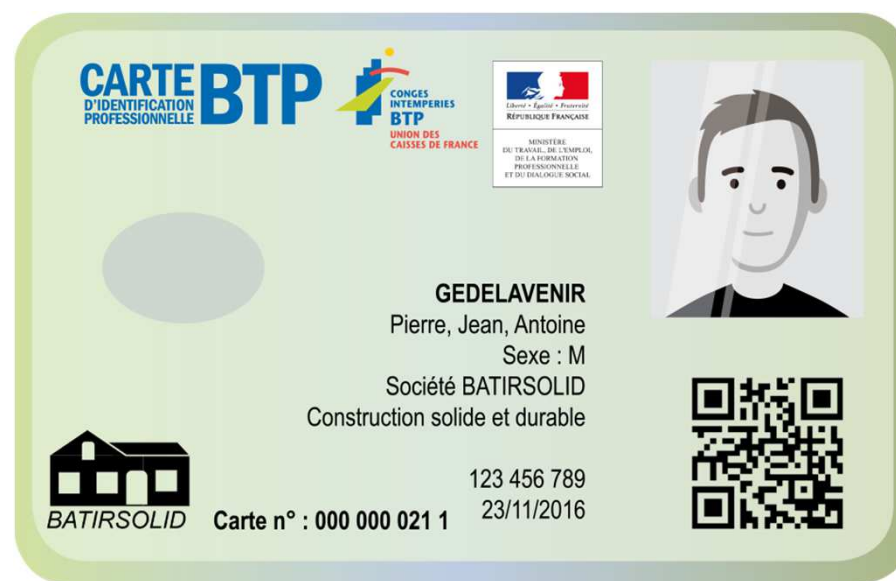 CARTE BTP
D'IDENTIFICATION
PROFESSIONNELLE
CONGES
INTEMPERIES
BTP
UNION DES
CAISSES DE FRANCE
Liberté • Égalité • Fraternité
RÉPUBLIQUE FRANÇAISE
MINISTÈRE
DU TRAVAIL, DE L'EMPLOI,
DE LA FORMATION
PROFESSIONNELLE
ET DU DIALOGUE SOCIAL
GEDELAVENIR
Pierre, Jean, Antoine
Sexe : M
Société BATIRSOLID
Construction solide et durable
123 456 789
23/11/2016
BATIRSOLID
Carte n° : 000 000 021 1